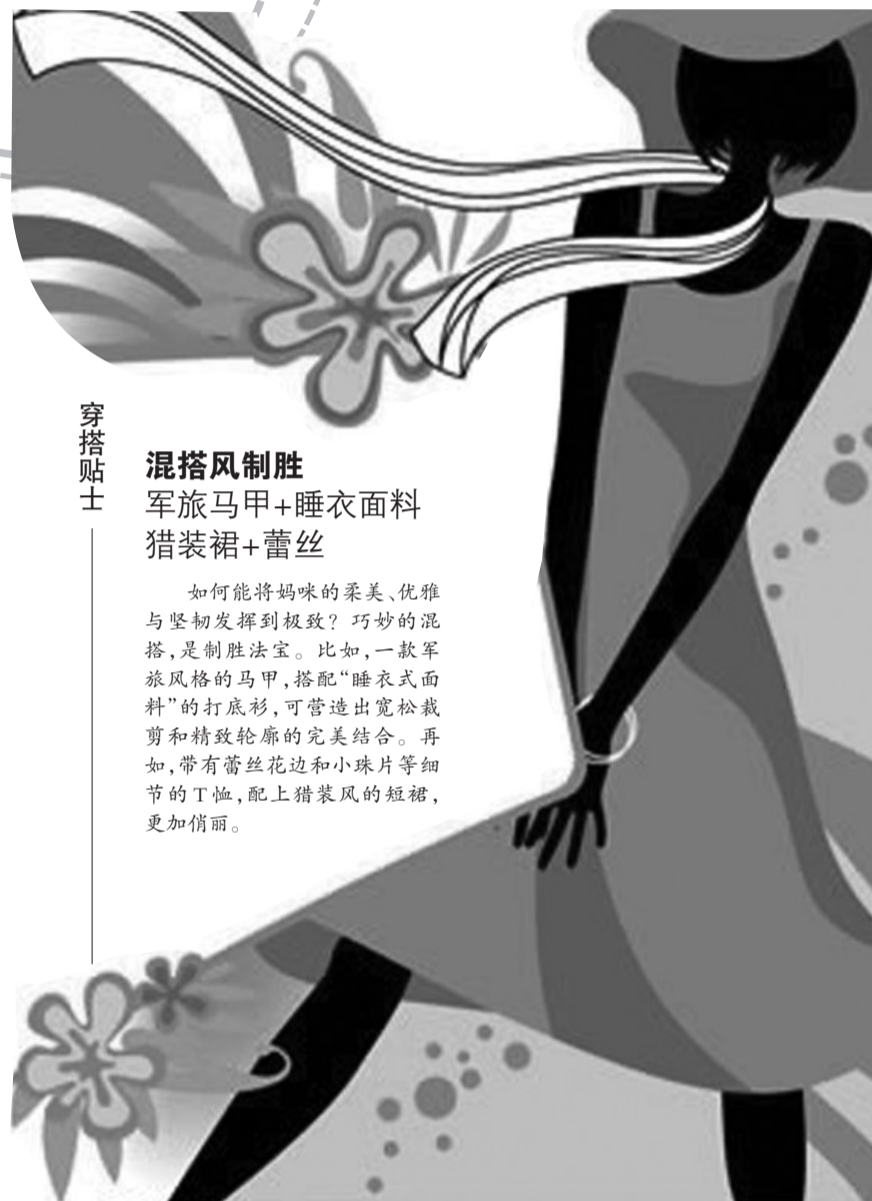 穿搭贴士
混搭风制胜
军旅马甲+睡衣面料
猎装裙+蕾丝
如何能将妈咪的柔美、优雅
与坚韧发挥到极致？巧妙的混
搭，是制胜法宝。比如，一款军
旅风格的马甲，搭配“睡衣式面
料”的打底衫，可营造出宽松裁
剪和精致轮廓的完美结合。再
如，带有蕾丝花边和小珠片等细
节的T恤，配上猎装风的短裙，
更加俏丽。